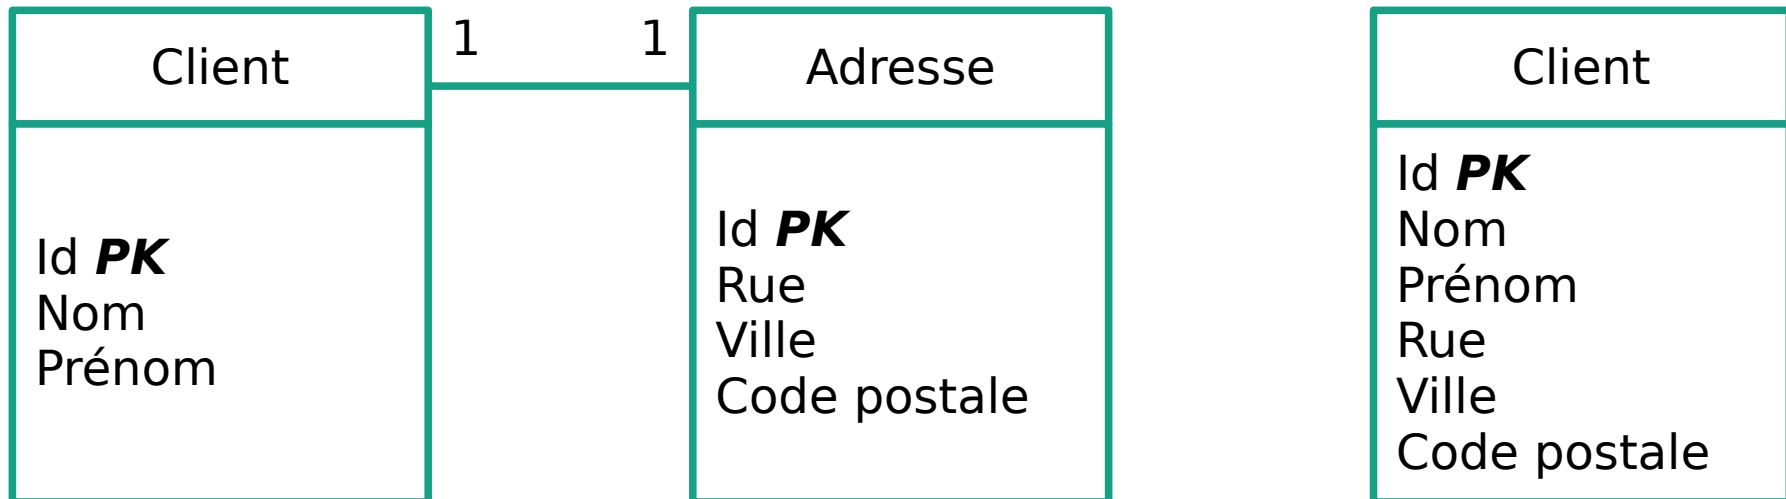 Client
1
1
Adresse
Client
Id PK
Nom
Prénom
Id PK
Rue
Ville
Code postale
Id PK
Nom
Prénom
Rue
Ville
Code postale